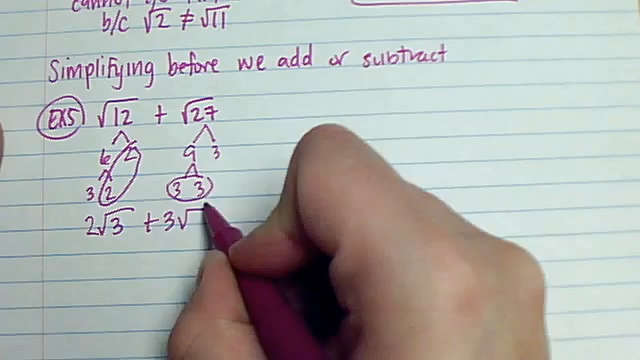 b/c √2 ≠ √11
Simplifying before we add or subtract
EX5 √12 + √27
6 2 9 3
3 2 3 3
2√3 + 3√